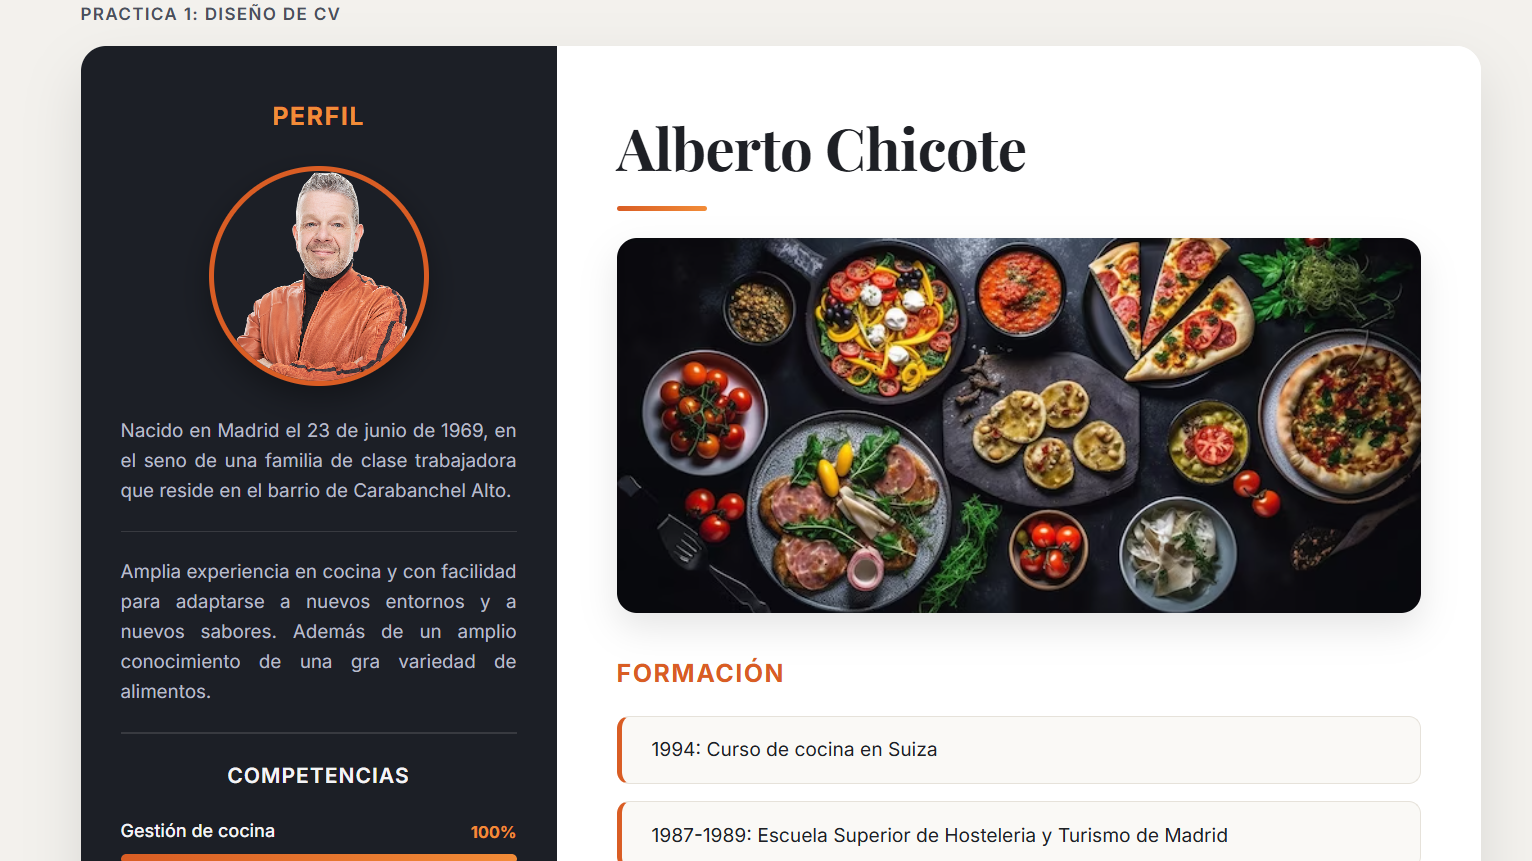 PRACTICA 1: DISEÑO DE CV
PERFIL
Nacido en Madrid el 23 de junio de 1969, en
el seno de una familia de clase trabajadora
que reside en el barrio de Carabanchel Alto.
Amplia experiencia en cocina y con facilidad
para adaptarse a nuevos entornos y a
nuevos sabores. Además de un amplio
conocimiento de una gra variedad de
alimentos.
COMPETENCIAS
Gestión de cocina 100%
Alberto Chicote
FORMACIÓN
1994: Curso de cocina en Suiza
1987-1989: Escuela Superior de Hosteleria y Turismo de Madrid